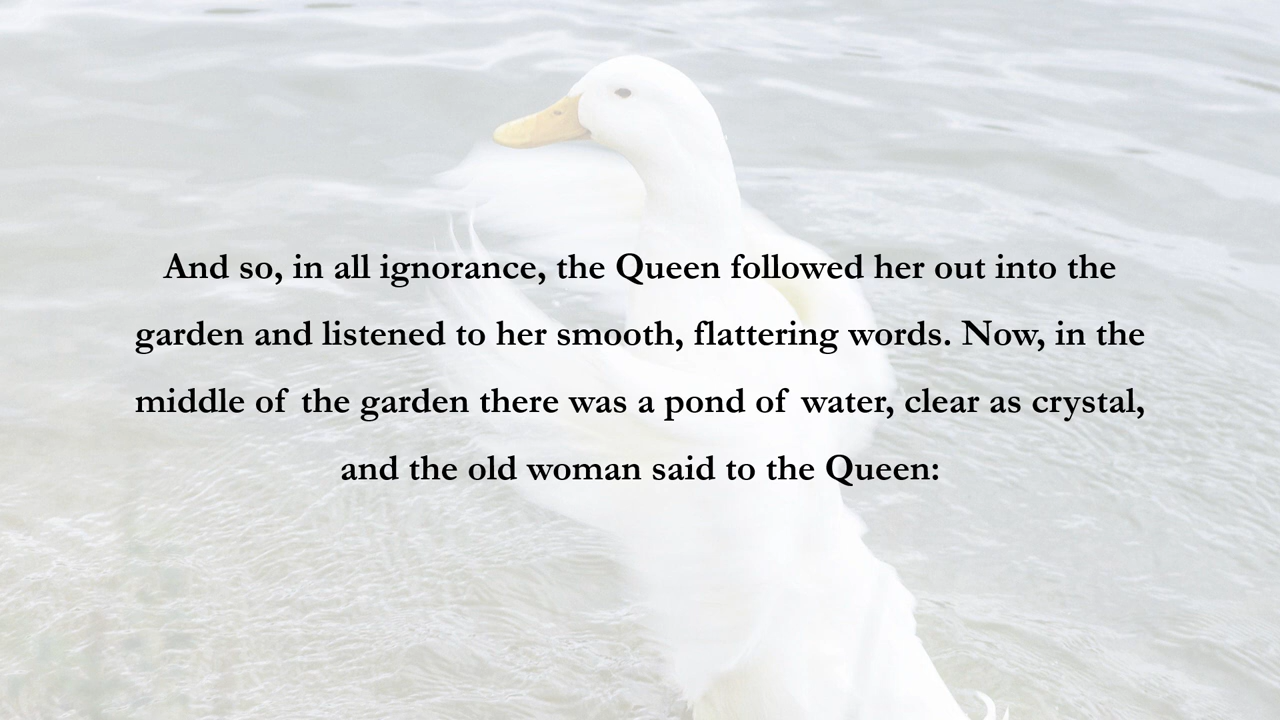 And so, in all ignorance, the Queen followed her out into the
garden and listened to her smooth, flattering words. Now, in the
middle of the garden there was a pond of water, clear as crystal,
and the old woman said to the Queen: